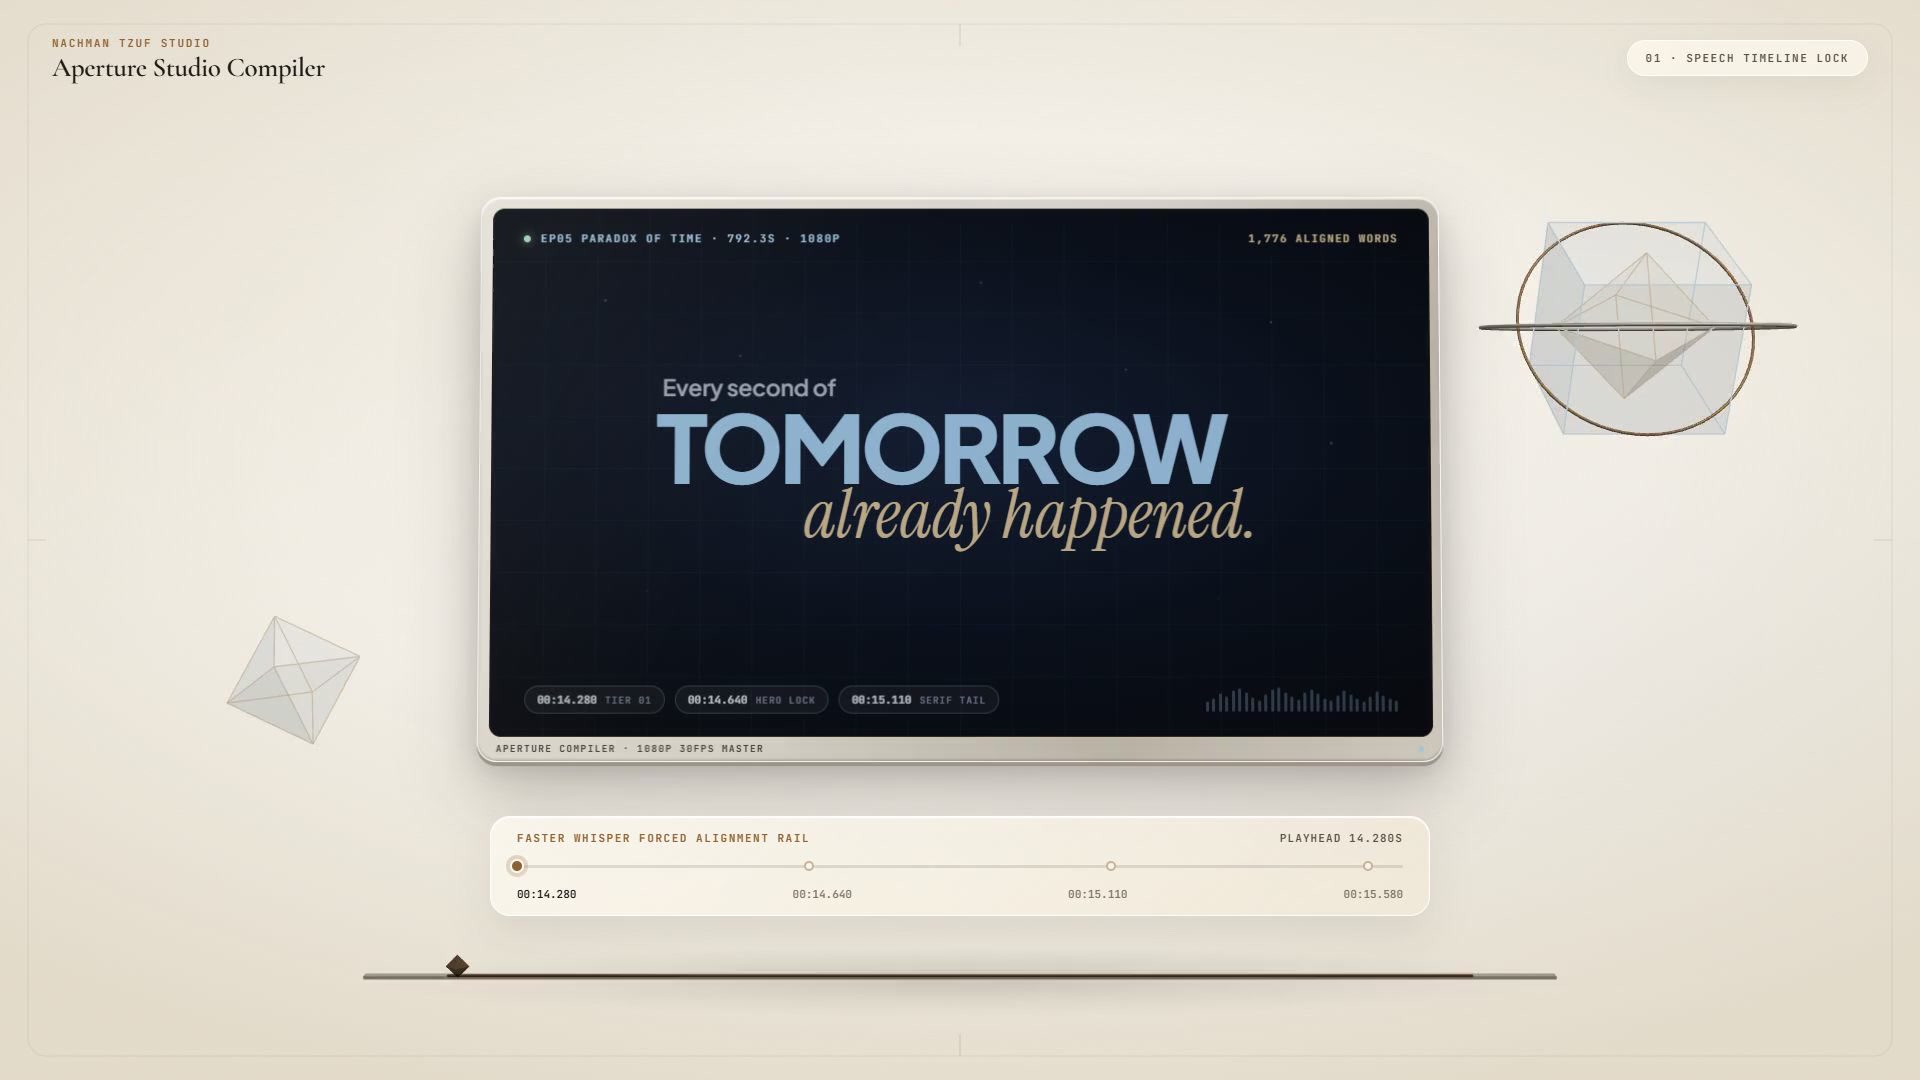 NACHMAN TZUF STUDIO
Aperture Studio Compiler
01 · SPEECH TIMELINE LOCK
EP05 PARADOX OF TIME · 792.3S · 1080P
1,776 ALIGNED WORDS
Every second of
TOMORROW
already happened.
00:14.280 TIER 01
00:14.640 HERO LOCK
00:15.110 SERIF TAIL
APERTURE COMPILER · 1080P 30FPS MASTER
FASTER WHISPER FORCED ALIGNMENT RAIL
PLAYHEAD 14.280S
00:14.280
00:14.640
00:15.110
00:15.580